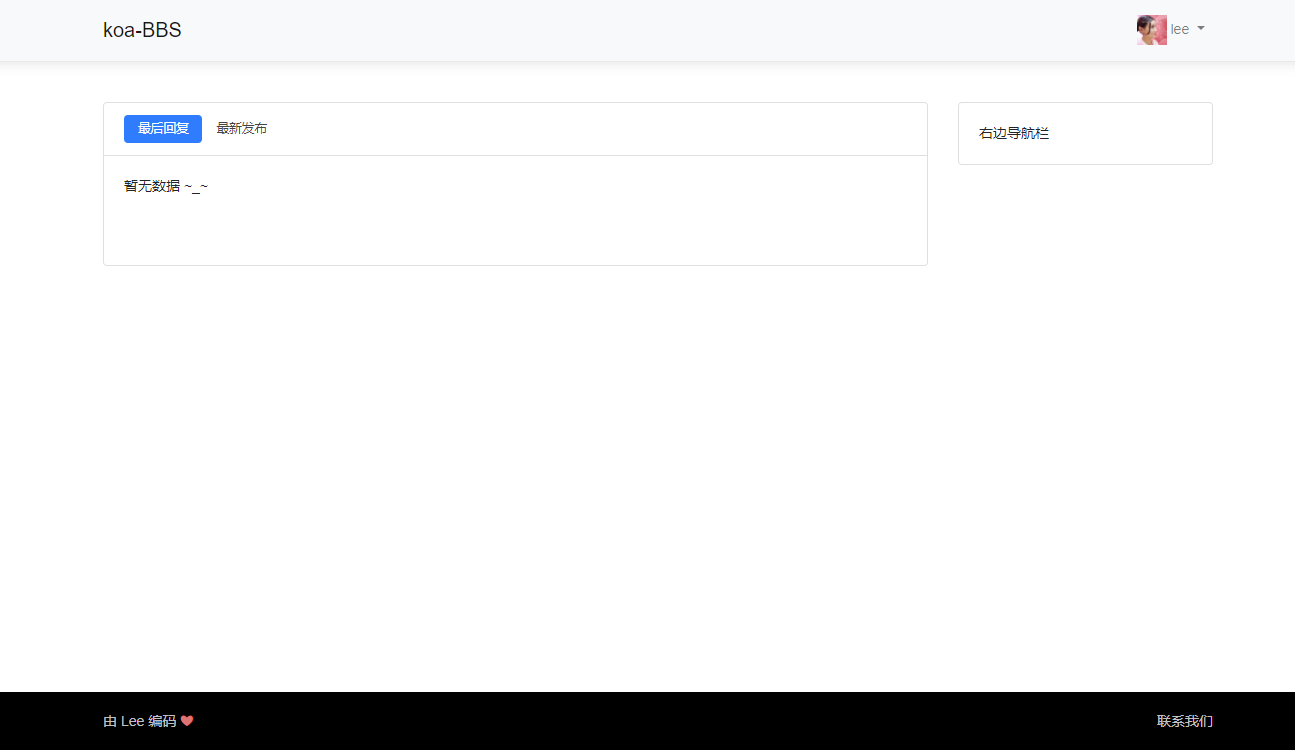 koa-BBS
lee
最后回复 最新发布
暂无数据 ~_~
右边导航栏
由 Lee 编码 ❤
联系我们